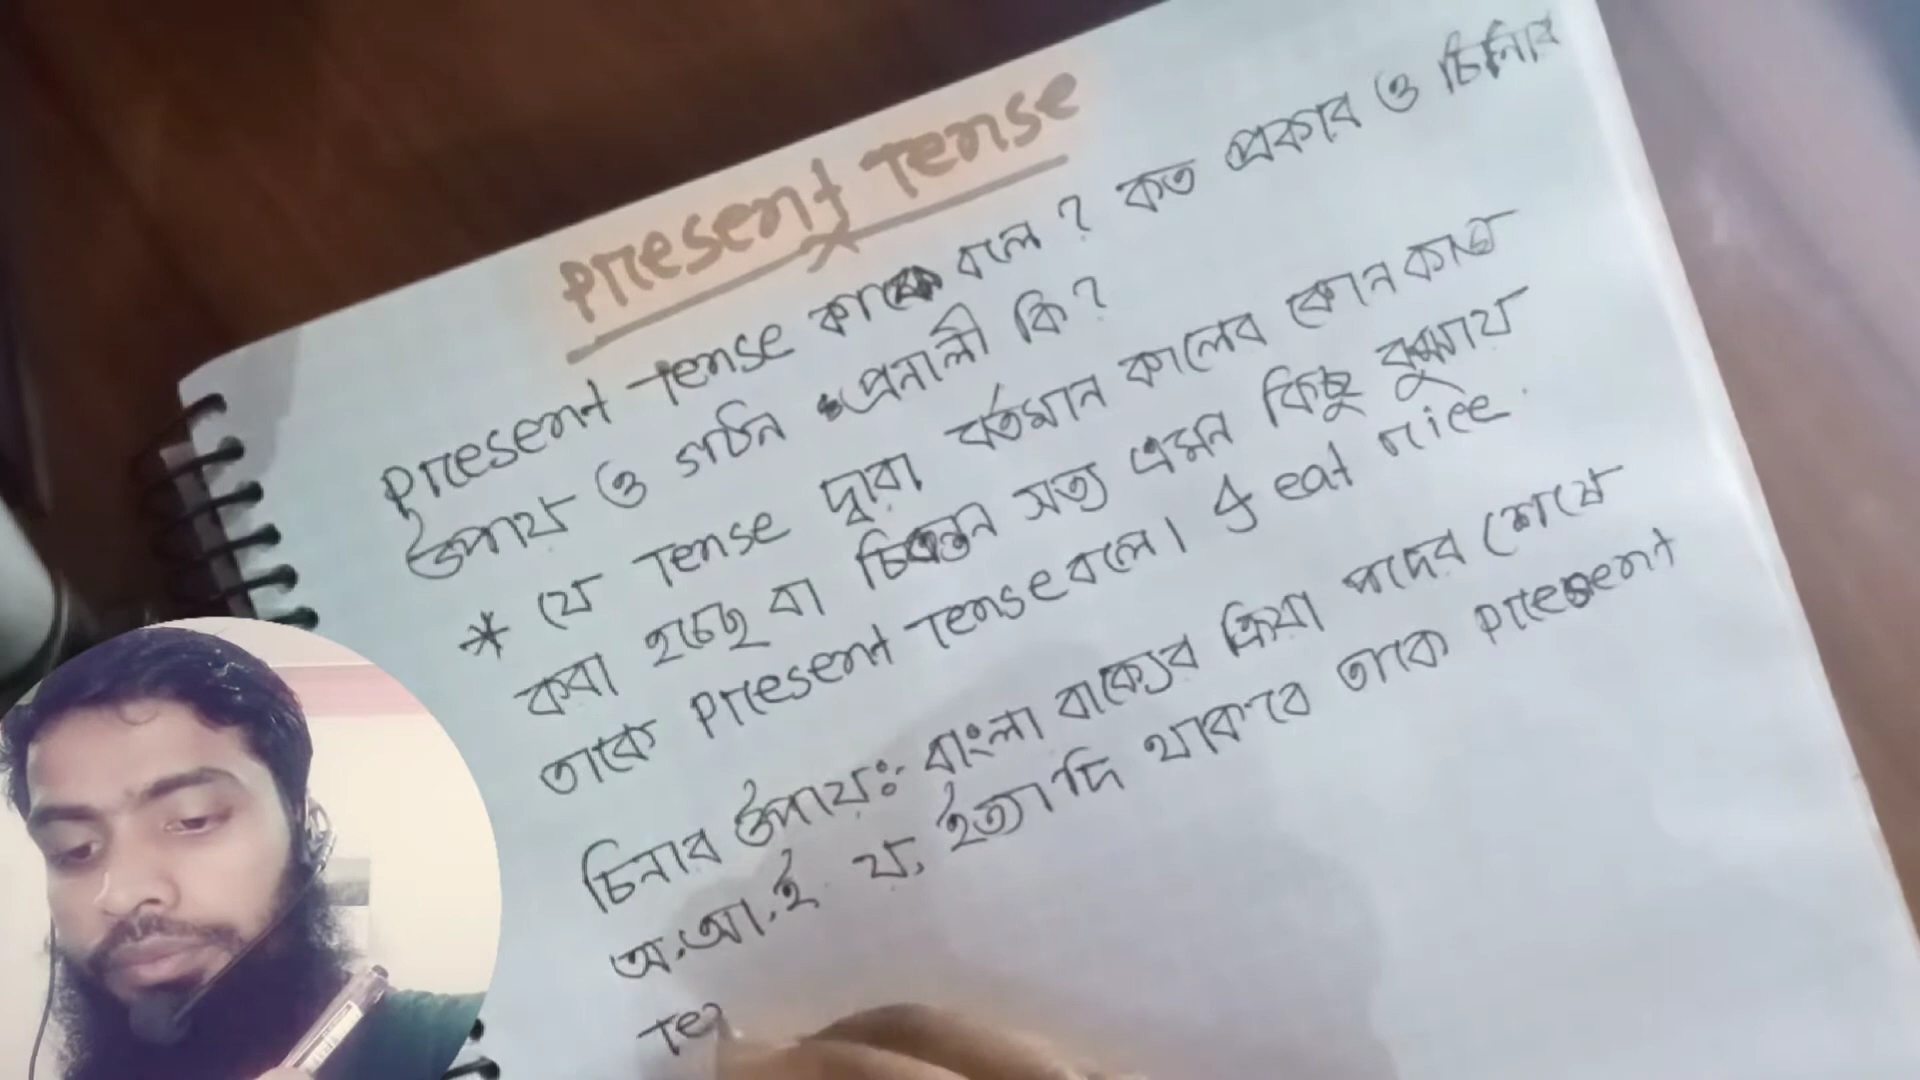 Present Tense
Present Tense কাকে বলে ? কত প্রকার ও চিনার
উপায় ও গঠন প্রনালী কি ?
* যে Tense দ্বারা বর্তমান কালের কোন কাজ
করা হচ্ছে বা চিরন্তন সত্য এমন কিছু বুঝায়
তাকে Present Tense বলে। I eat rice.
চিনার উপায়ঃ- বাংলা বাক্যের ক্রিয়া পদের শেষে
অ. আ. ই য়. ইত্যাদি থাকবে তাকে Present